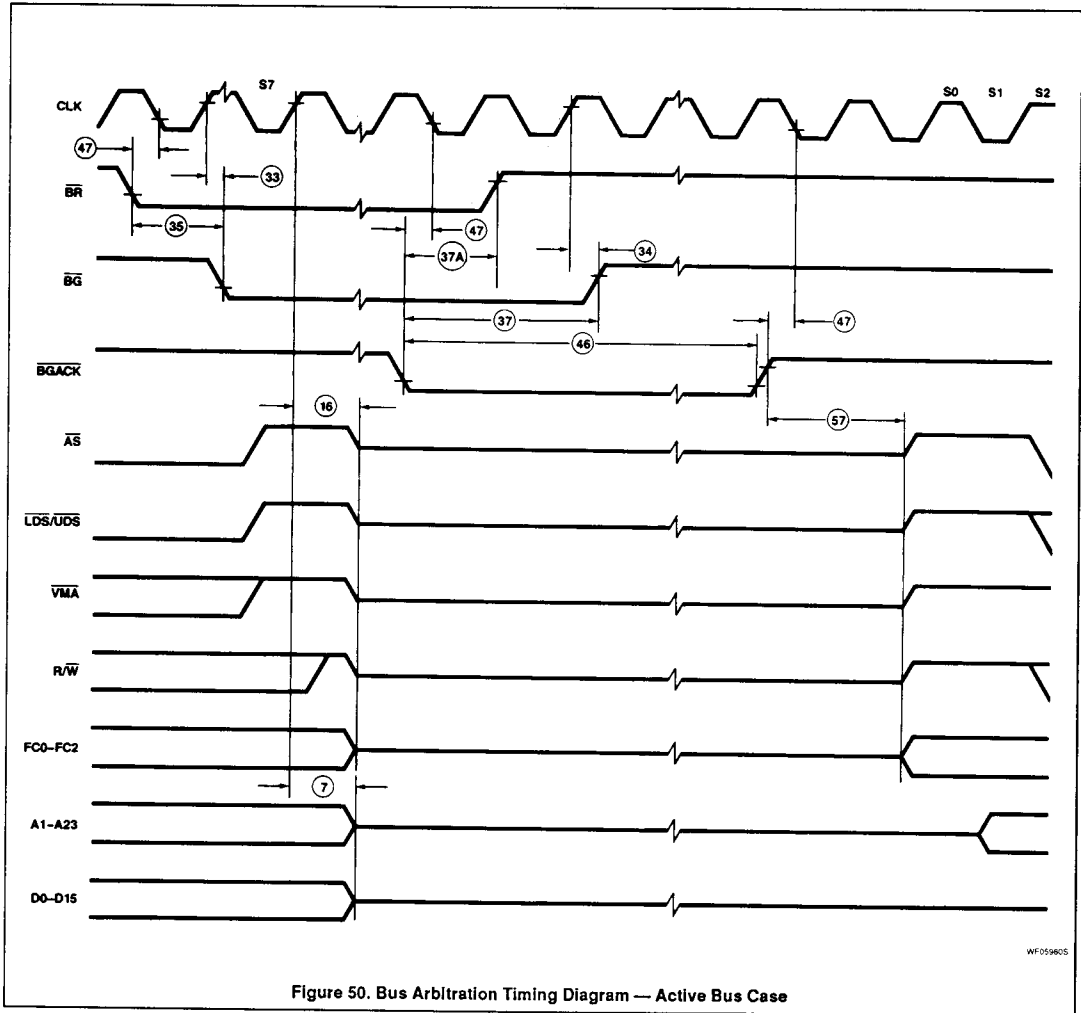 S7 S0 S1 S2
CLK
47
33
BR
35
47
37A
34
BG
37
47
46
BGACK
16
57
AS
LDS/UDS
VMA
R/W
FC0–FC2
7
A1–A23
D0–D15
WF05960S
Figure 50. Bus Arbitration Timing Diagram — Active Bus Case